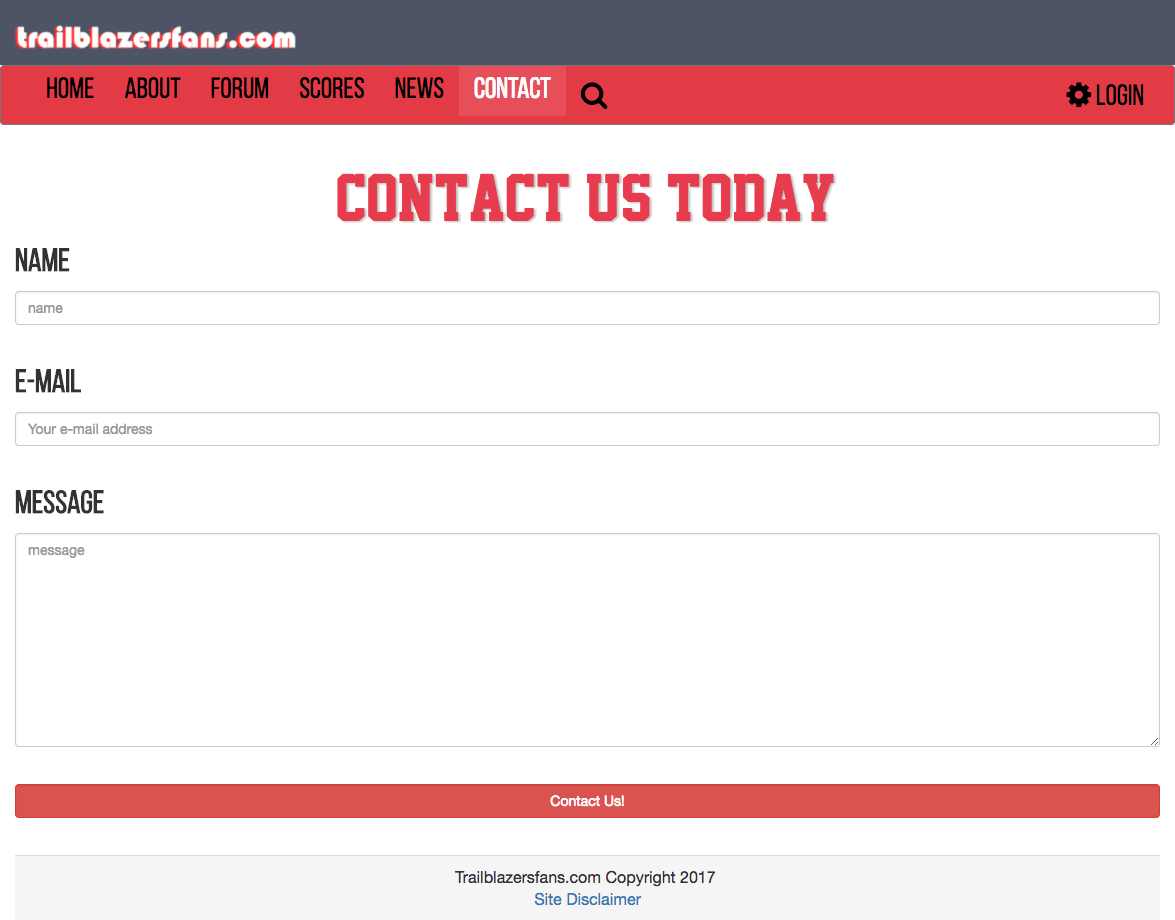 trailblazersfans.com
HOME ABOUT FORUM SCORES NEWS CONTACT LOGIN
CONTACT US TODAY
NAME
name
E-MAIL
Your e-mail address
MESSAGE
message
Contact Us!
Trailblazersfans.com Copyright 2017
Site Disclaimer